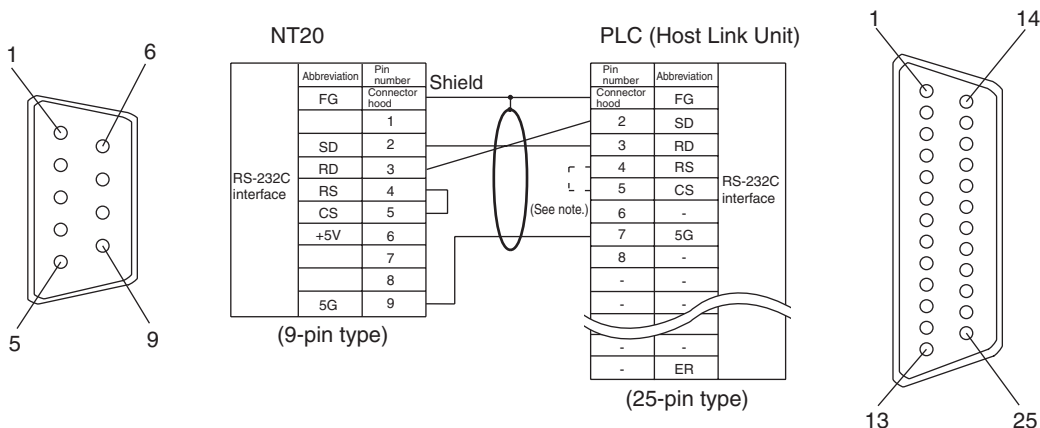 NT20
PLC (Host Link Unit)
1
6
5
9
Abbreviation
Pin number
FG
Connector hood
1
SD
2
RD
3
RS
4
CS
5
+5V
6
7
8
5G
9
RS-232C interface
(9-pin type)
Shield
(See note.)
Pin number
Abbreviation
Connector hood
FG
2
SD
3
RD
4
RS
5
CS
6
-
7
5G
8
-
-
-
-
-
-
-
-
ER
RS-232C interface
(25-pin type)
1
14
13
25